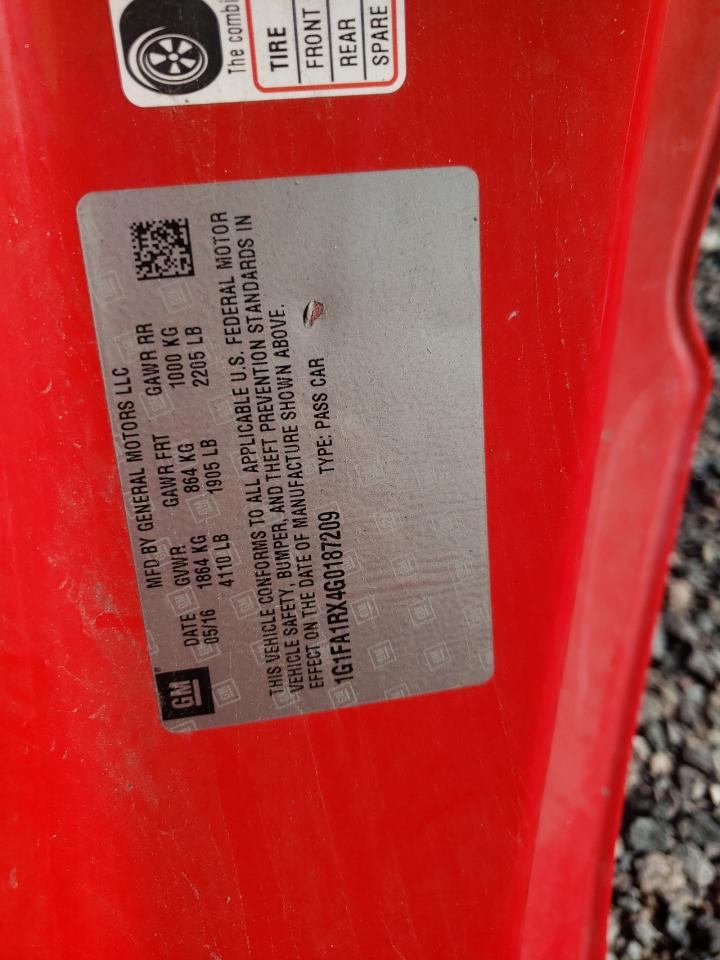 The combi
TIRE
FRONT
REAR
SPARE
GM
MFD BY GENERAL MOTORS LLC
DATE GVWR GAWR FRT GAWR RR
05/16 1864 KG 864 KG 1000 KG
4110 LB 1905 LB 2205 LB
THIS VEHICLE CONFORMS TO ALL APPLICABLE U.S. FEDERAL MOTOR
VEHICLE SAFETY, BUMPER, AND THEFT PREVENTION STANDARDS IN
EFFECT ON THE DATE OF MANUFACTURE SHOWN ABOVE.
1G1FA1RX4G0187209 TYPE: PASS CAR